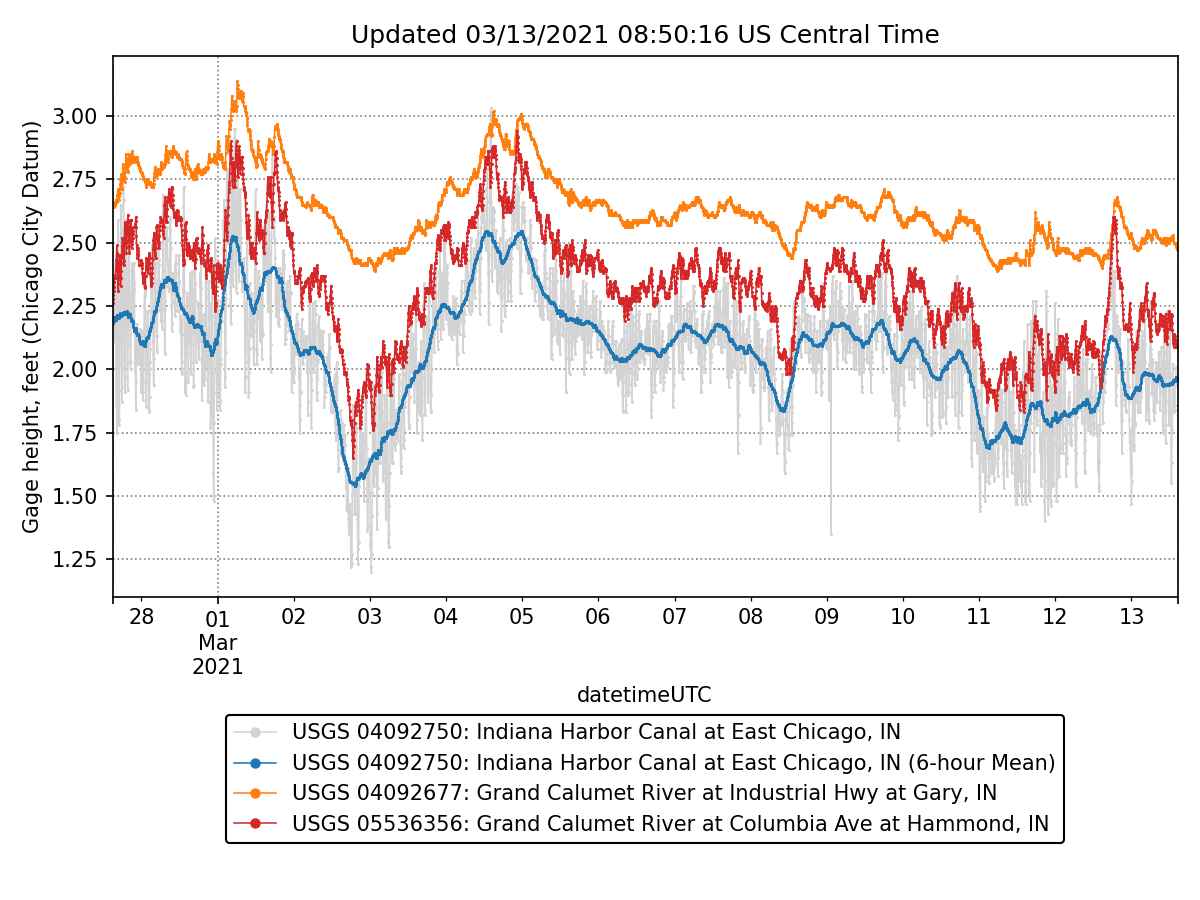 Updated 03/13/2021 08:50:16 US Central Time
Gage height, feet (Chicago City Datum)
3.00
2.75
2.50
2.25
2.00
1.75
1.50
1.25
28 01 02 03 04 05 06 07 08 09 10 11 12 13
Mar
2021
datetimeUTC
USGS 04092750: Indiana Harbor Canal at East Chicago, IN
USGS 04092750: Indiana Harbor Canal at East Chicago, IN (6-hour Mean)
USGS 04092677: Grand Calumet River at Industrial Hwy at Gary, IN
USGS 05536356: Grand Calumet River at Columbia Ave at Hammond, IN